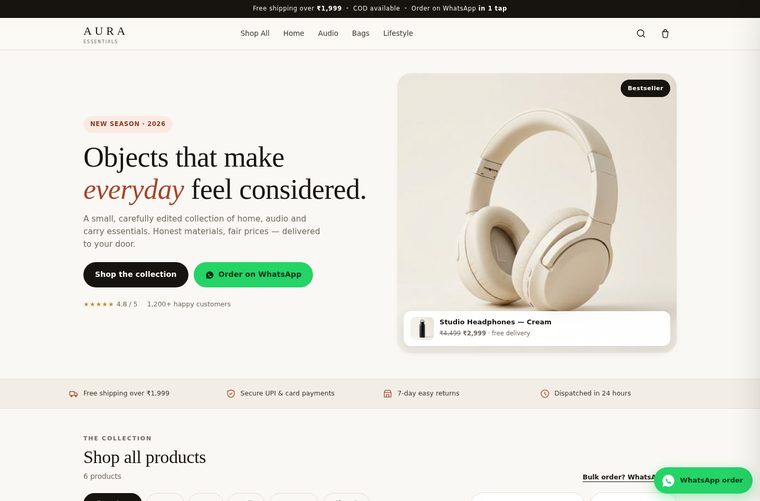 Free shipping over ₹1,999 • COD available • Order on WhatsApp in 1 tap
AURA
ESSENTIALS
Shop All Home Audio Bags Lifestyle
Bestseller
NEW SEASON · 2026
Objects that make
everyday feel considered.
A small, carefully edited collection of home, audio and
carry essentials. Honest materials, fair prices — delivered
to your door.
Shop the collection
Order on WhatsApp
★★★★★ 4.8 / 5 1,200+ happy customers
Studio Headphones — Cream
₹4,499 ₹2,999 · free delivery
Free shipping over ₹1,999
Secure UPI & card payments
7-day easy returns
Dispatched in 24 hours
THE COLLECTION
Shop all products
6 products
Bulk order?
WhatsApp order